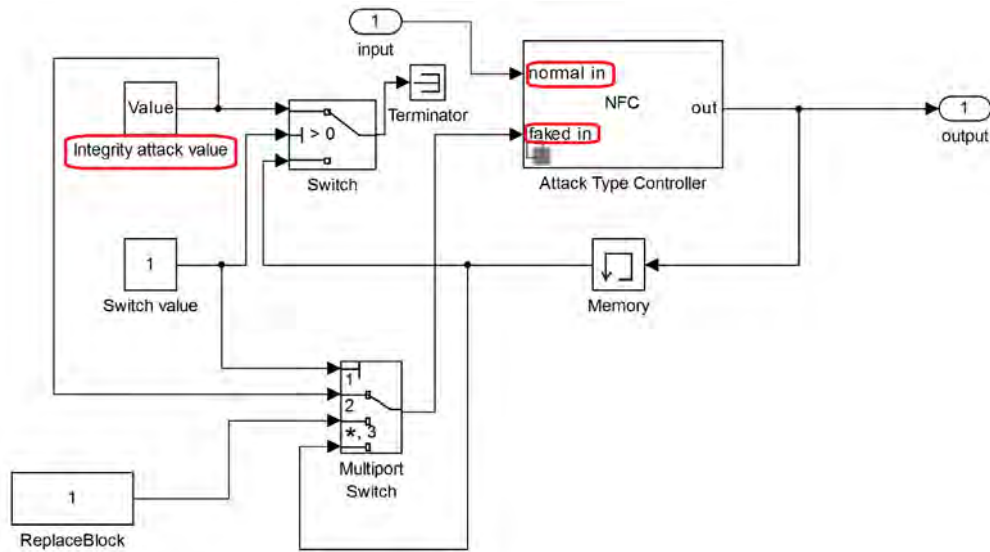 1
input
normal in
NFC
out
faked in
Attack Type Controller
1
output
Value
Integrity attack value
> 0
Switch
Terminator
1
Switch value
Memory
1
2
*, 3
Multiport
Switch
1
ReplaceBlock